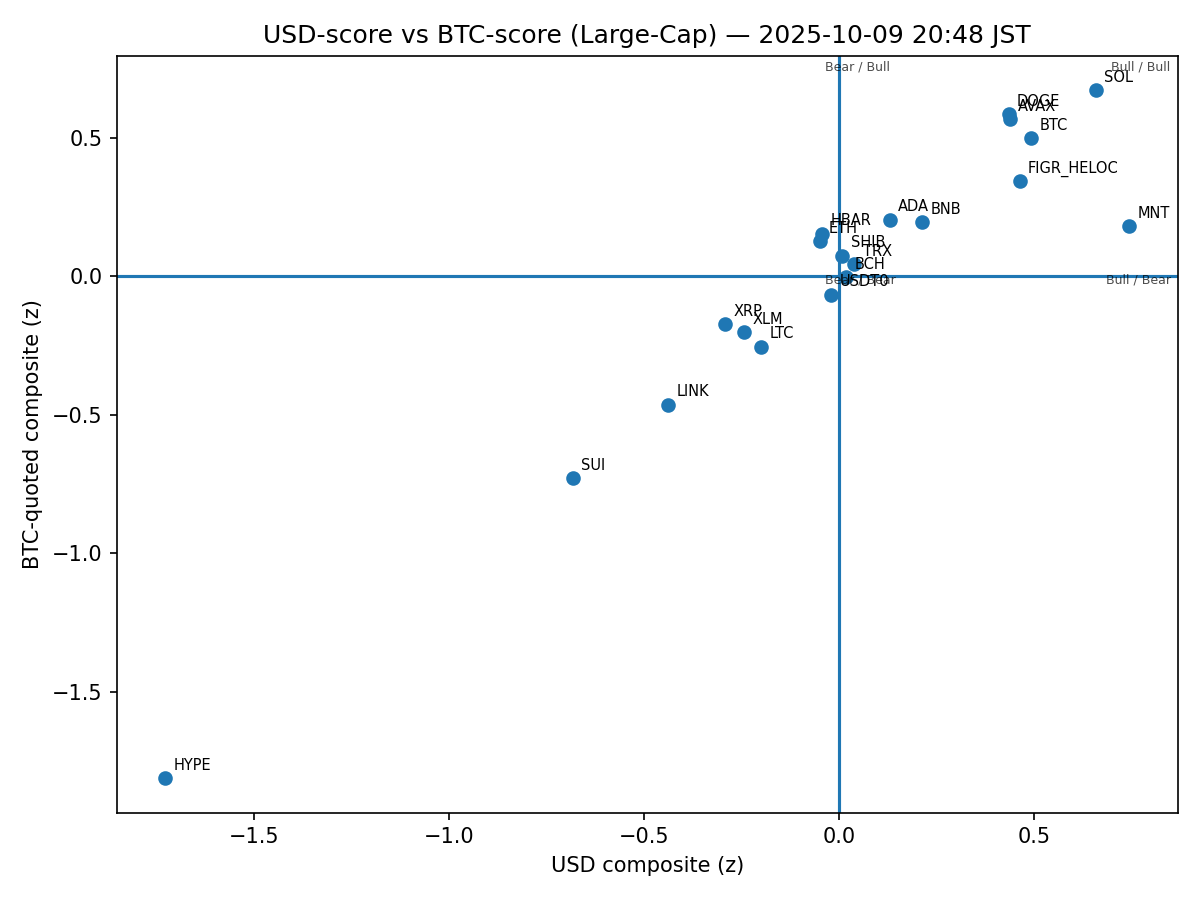 USD-score vs BTC-score (Large-Cap) — 2025-10-09 20:48 JST
Bear / Bull
Bull / Bull
SOL
DOGE
AVAX
BTC
FIGR_HELOC
MNT
ADA
BNB
HBAR
ETH
SHIB
TRX
BCH
Bear / Bear
USDT0
Bull / Bear
XRP
XLM
LTC
LINK
SUI
HYPE
0.5
0.0
−0.5
−1.0
−1.5
BTC-quoted composite (z)
−1.5
−1.0
−0.5
0.0
0.5
USD composite (z)